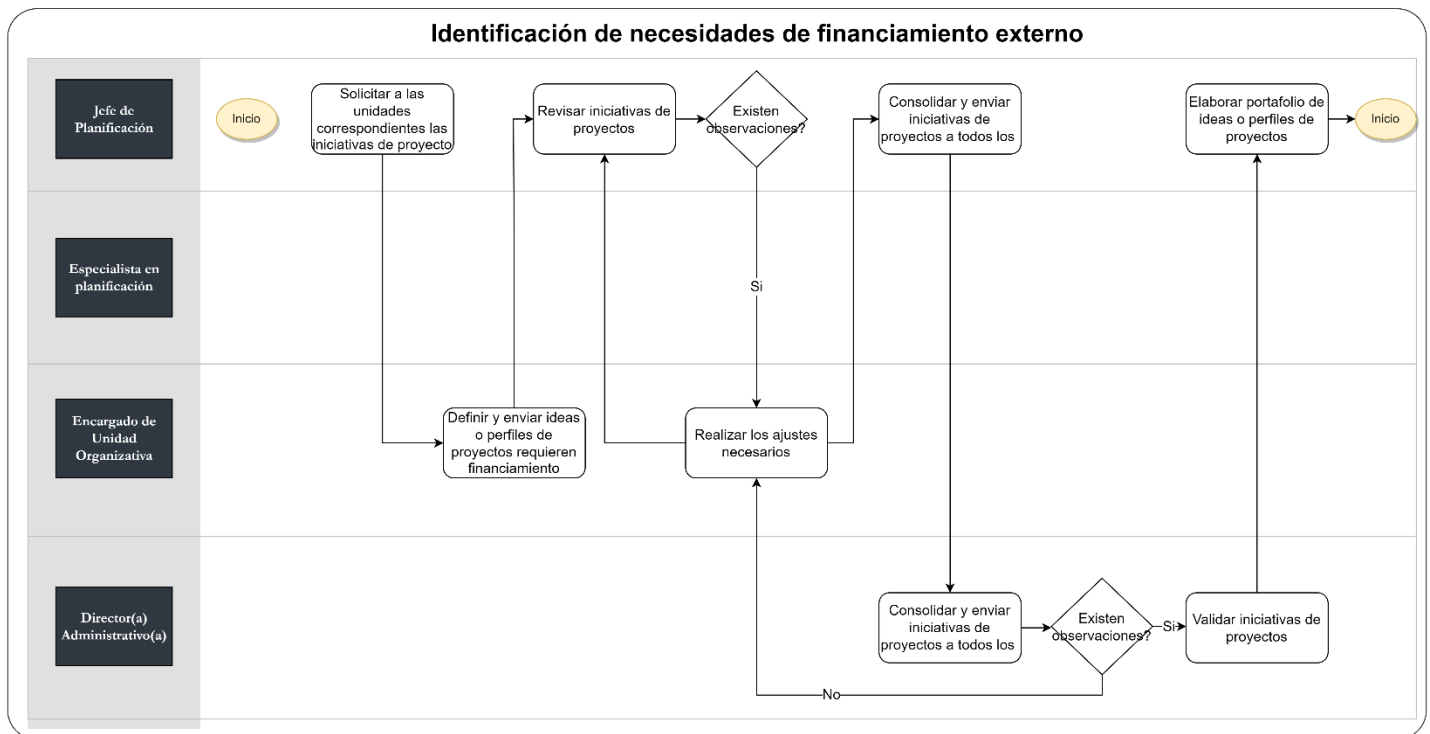 Identificación de necesidades de financiamiento externo
Jefe de
Planificación
Inicio
Solicitar a las
unidades
correspondientes las
iniciativas de proyecto
Revisar iniciativas de
proyectos
Existen
observaciones?
Consolidar y enviar
iniciativas de
proyectos a todos los
Elaborar portafolio de
ideas o perfiles de
proyectos
Inicio
Especialista en
planificación
Si
Encargado de
Unidad
Organizativa
Definir y enviar ideas
o perfiles de
proyectos requieren
financiamiento
Realizar los ajustes
necesarios
Director(a)
Administrativo(a)
Consolidar y enviar
iniciativas de
proyectos a todos los
Existen
observaciones?
Si
Validar iniciativas de
proyectos
No